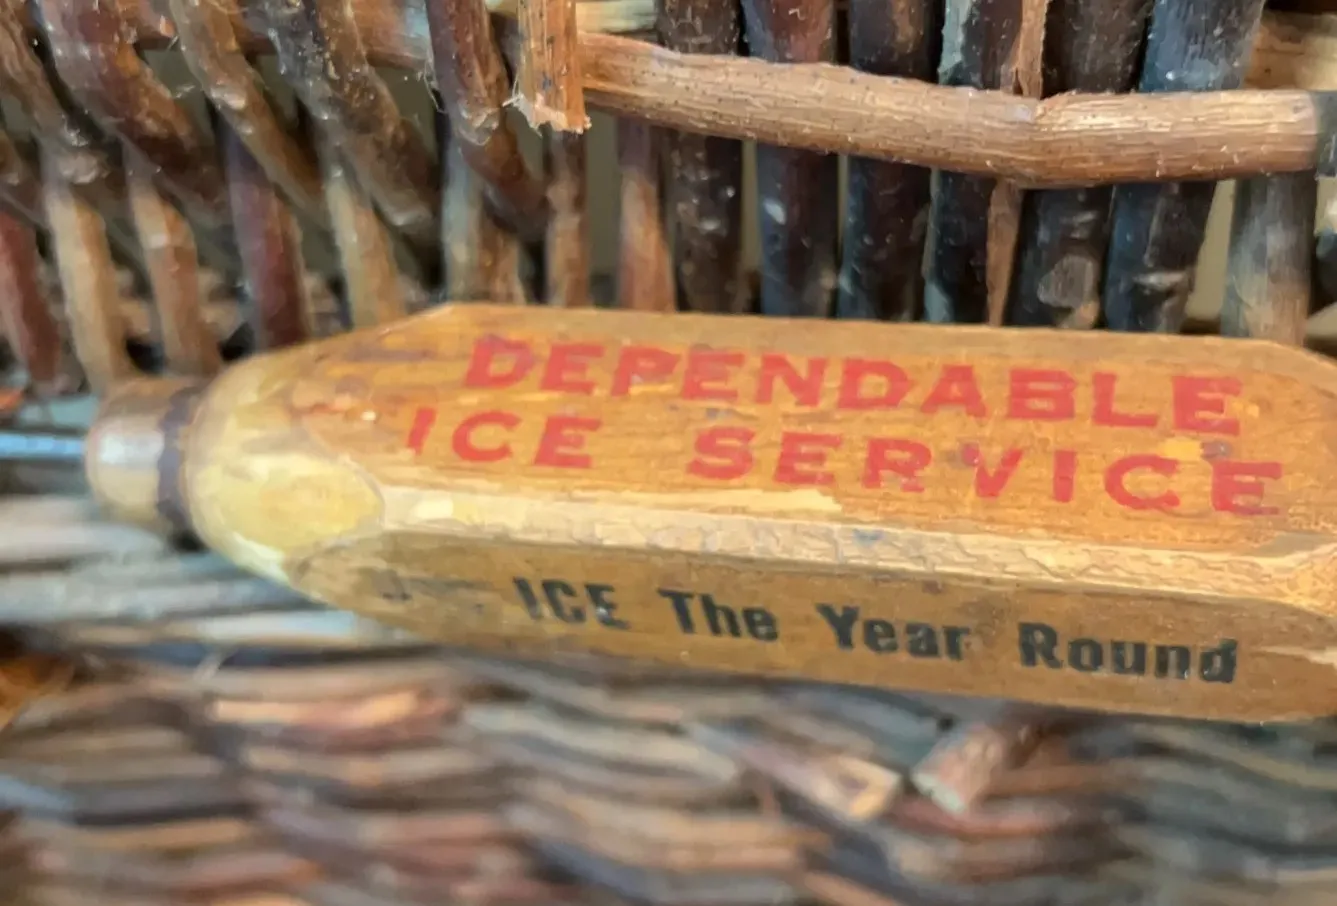 DEPENDABLE
ICE SERVICE
ICE The Year Round